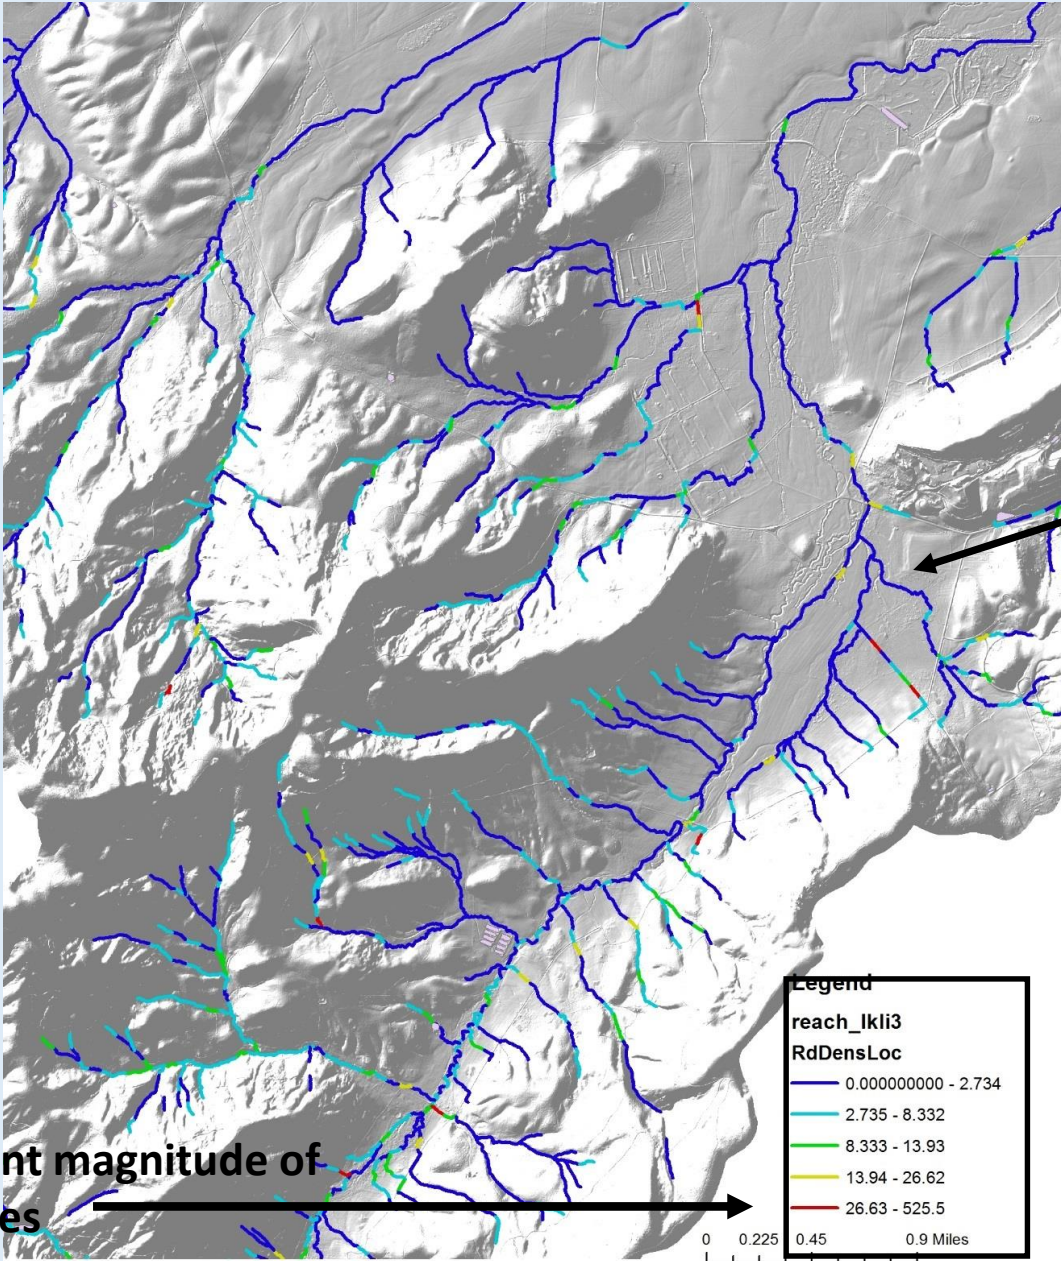 Legend
reach_lkli3
RdDensLoc
0.000000000 - 2.734
2.735 - 8.332
8.333 - 13.93
13.94 - 26.62
26.63 - 525.5
nt magnitude of
es
0 0.225 0.45 0.9 Miles